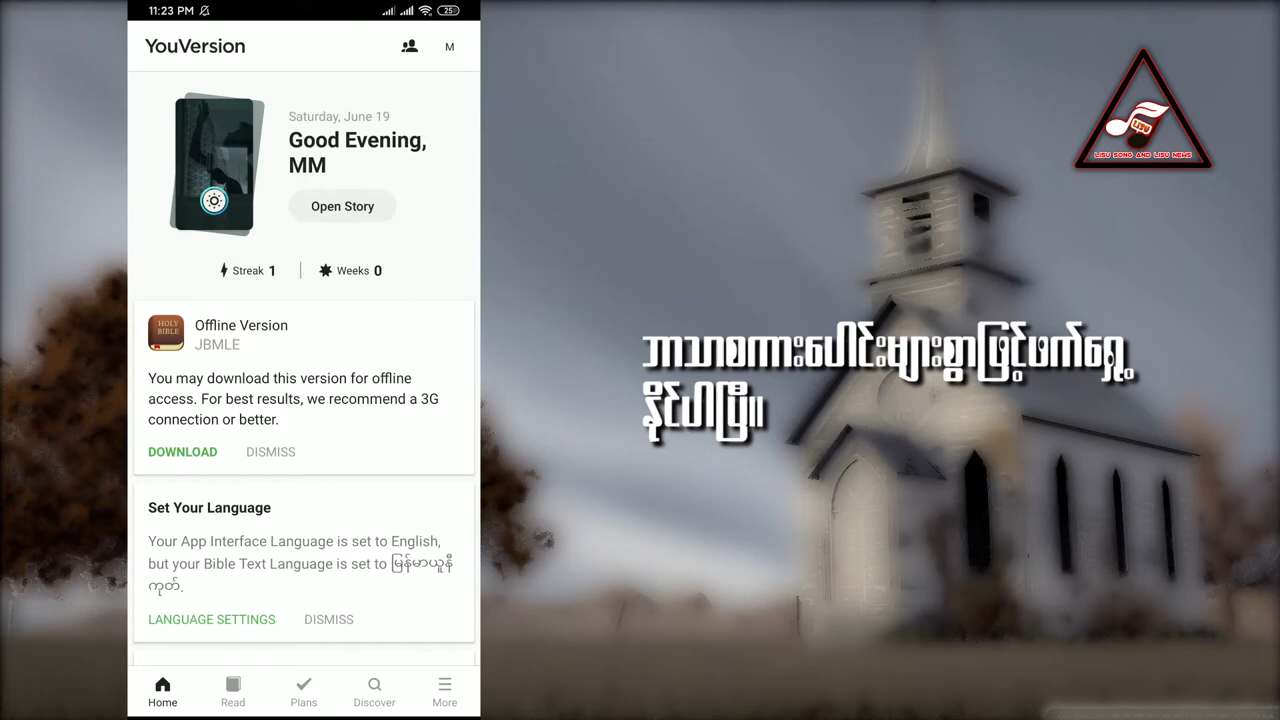 11:23 PM
25
YouVersion
M
Saturday, June 19
Good Evening,
MM
Open Story
Streak 1
Weeks 0
HOLY
BIBLE
Offline Version
JBMLE
You may download this version for offline
access. For best results, we recommend a 3G
connection or better.
DOWNLOAD DISMISS
Set Your Language
Your App Interface Language is set to English,
but your Bible Text Language is set to မြန်မာယူနီ
ကုတ်.
LANGUAGE SETTINGS DISMISS
Home Read Plans Discover More
LISU
LISU SONG AND LISU NEWS
ဘာသာစကားပေါင်းများစွာဖြင့်ဖက်ရှု့
နိုင်ပါပြီ။